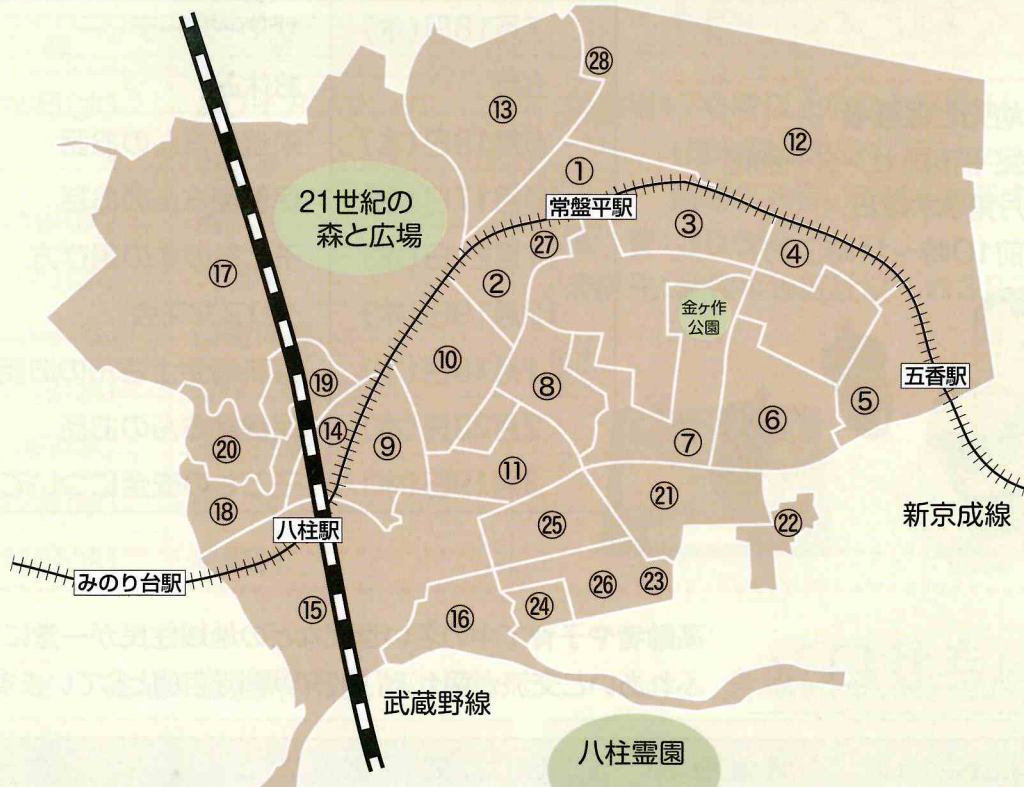 ㉘
⑬
⑫
①
21世紀の
森と広場
常盤平駅
③
㉗
④
⑰
②
金ヶ作
公園
⑩
五香駅
⑲
⑧
⑤
⑥
⑭
⑨
⑦
⑳
⑪
㉑
⑱
新京成線
八柱駅
㉕
㉒
みのり台駅
㉖
㉓
⑮
㉔
⑯
武蔵野線
八柱霊園